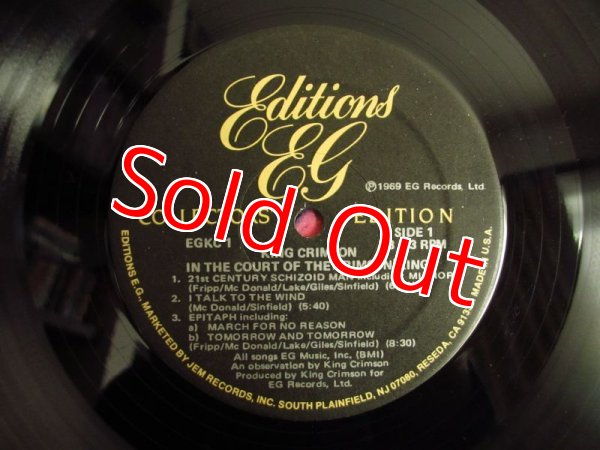 Editions
EG
℗ 1969 EG Records, Ltd.
Sold Out
EDITION
EGKC 1
SIDE 1
RPM
KING CRIMSON
IN THE COURT OF THE
1. 21st CENTURY SCHIZOID MAN
(Fripp/Mc Donald/Lake/Giles/Sinfield)
2. I TALK TO THE WIND
(Mc Donald/Sinfield) (5:40)
3. EPITAPH including:
a) MARCH FOR NO REASON
b) TOMORROW AND TOMORROW
(Fripp/Mc Donald/Lake/Giles/Sinfield) (8:30)
All songs EG Music, Inc. (BMI)
An observation by King Crimson
Produced by King Crimson for
EG Records, Ltd.
EDITIONS E.G. MARKETED BY JEM RECORDS, INC. SOUTH PLAINFIELD, NJ 07080, RESEDA, CA MADE U.S.A.